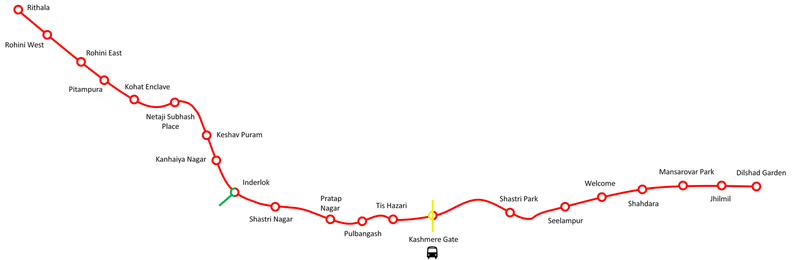 Rithala
Rohini West
Rohini East
Pitampura
Kohat Enclave
Netaji Subhash
Place
Keshav Puram
Kanhaiya Nagar
Inderlok
Shastri Nagar
Pratap
Nagar
Pulbangash
Tis Hazari
Kashmere Gate
Shastri Park
Seelampur
Welcome
Shahdara
Mansarovar Park
Jhilmil
Dilshad Garden